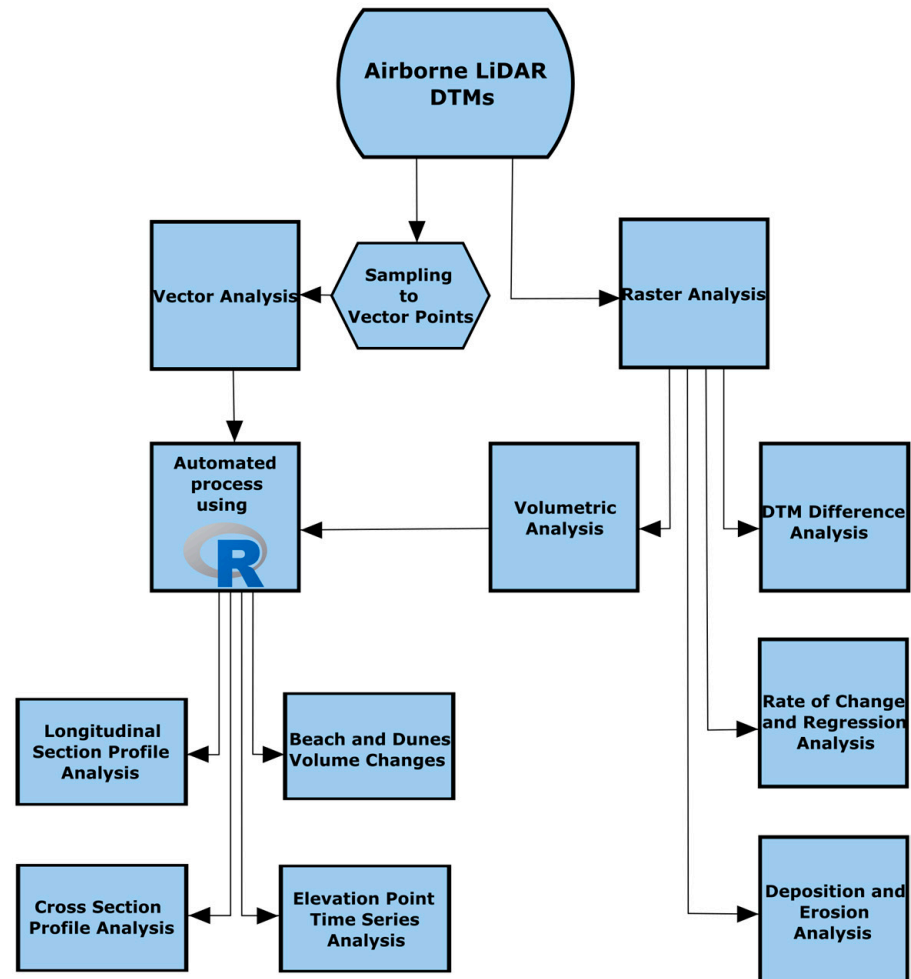 Airborne LiDAR
DTMs
Sampling
to
Vector Points
Vector Analysis
Raster Analysis
Automated
process
using
R
Volumetric
Analysis
DTM Difference
Analysis
Longitudinal
Section Profile
Analysis
Beach and Dunes
Volume Changes
Rate of Change
and Regression
Analysis
Cross Section
Profile Analysis
Elevation Point
Time Series
Analysis
Deposition and
Erosion
Analysis